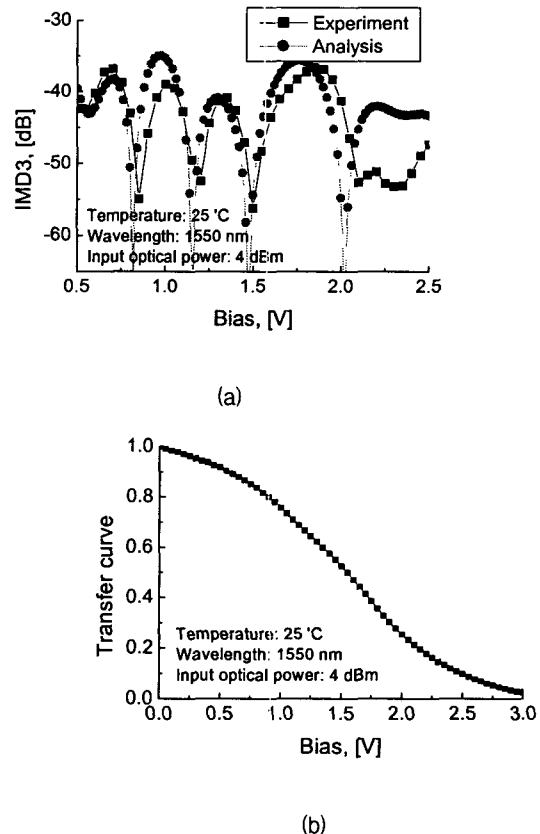 Experiment
Analysis
-30
-40
-50
-60
IMD3, [dB]
Temperature: 25 'C
Wavelength: 1550 nm
Input optical power: 4 dBm
0.5 1.0 1.5 2.0 2.5
Bias, [V]
(a)
1.0
0.8
0.6
0.4
0.2
0.0
Transfer curve
Temperature: 25 'C
Wavelength: 1550 nm
Input optical power: 4 dBm
0.0 0.5 1.0 1.5 2.0 2.5 3.0
Bias, [V]
(b)